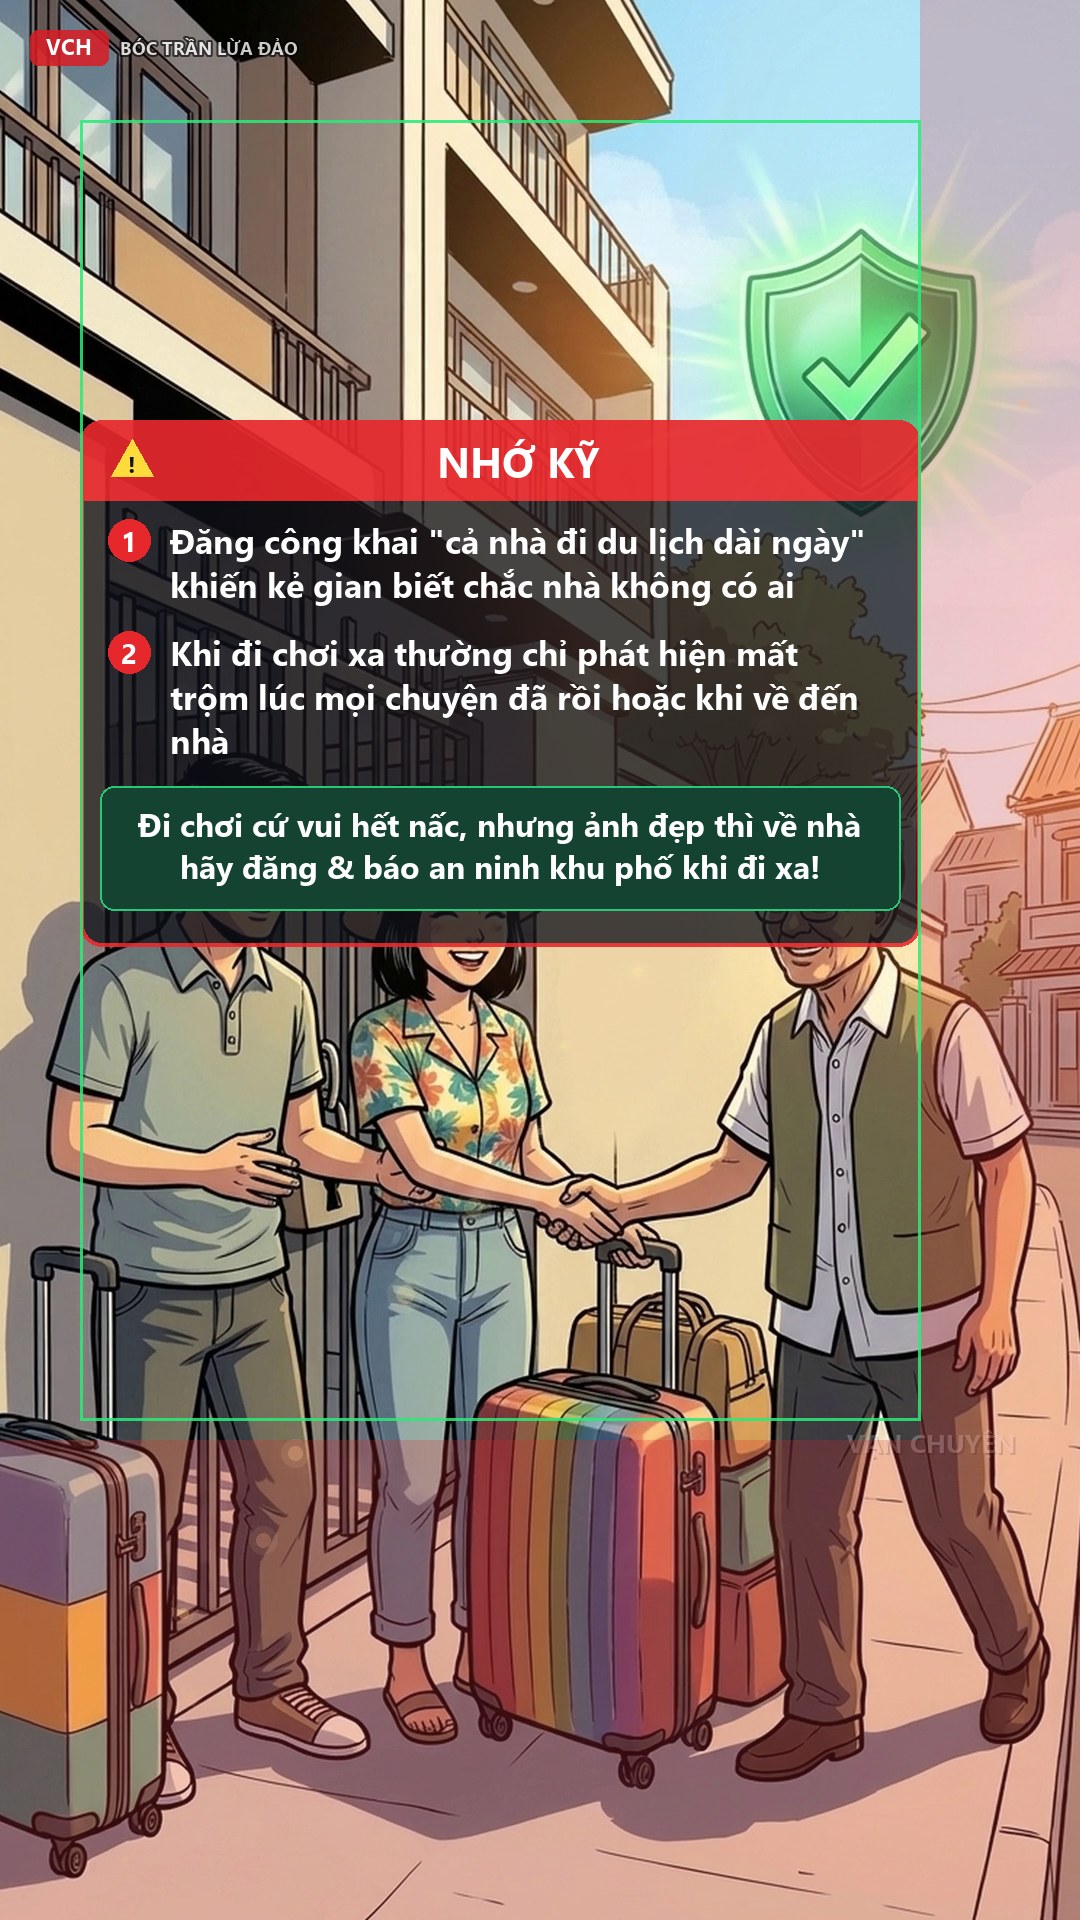 VCH BÓC TRẦN LỪA ĐẢO
NHỚ KỸ
1 Đăng công khai "cả nhà đi du lịch dài ngày"
khiến kẻ gian biết chắc nhà không có ai
2 Khi đi chơi xa thường chỉ phát hiện mất
trộm lúc mọi chuyện đã rồi hoặc khi về đến
nhà
Đi chơi cứ vui hết nấc, nhưng ảnh đẹp thì về nhà
hãy đăng & báo an ninh khu phố khi đi xa!
VẠN CHUYỆN